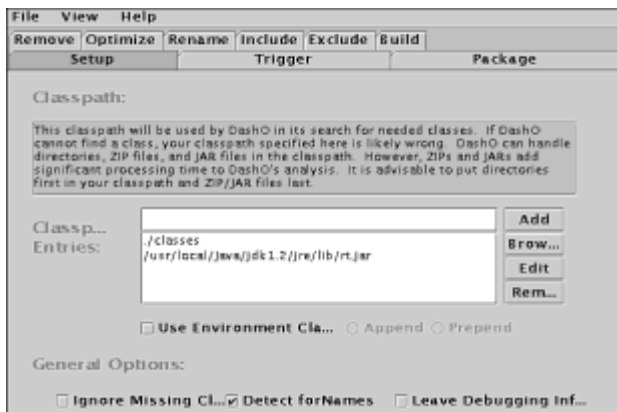 File View Help
Remove Optimize Rename Include Exclude Build
Setup Trigger Package
Classpath:
This classpath will be used by DashO in its search for needed classes. If DashO
cannot find a class, your classpath specified here is likely wrong. DashO can handle
directories, ZIP files, and JAR files in the classpath. However, ZIPs and JARs add
significant processing time to DashO's analysis. It is advisable to put directories
first in your classpath and ZIP/JAR files last.
Classp... Add
Entries: ./classes Brow...
/usr/local/java/jdk1.2/jre/lib/rt.jar
Edit
Rem...
Use Environment Cla... Append Prepend
General Options:
Ignore Missing Cl... Detect forNames Leave Debugging Inf...